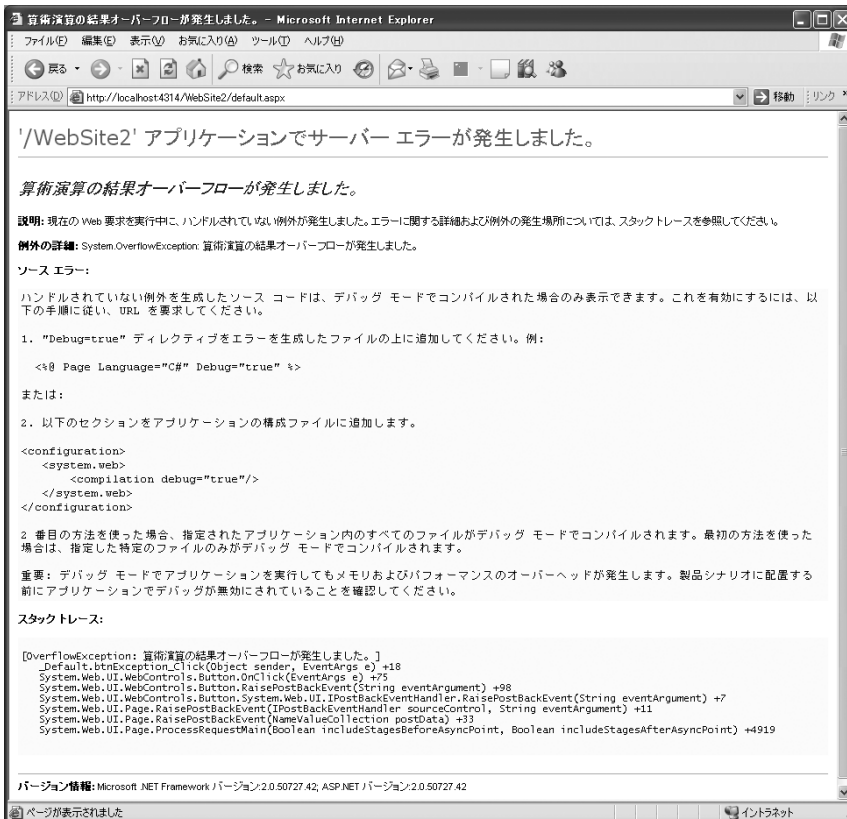 算術演算の結果オーバーフローが発生しました。 - Microsoft Internet Explorer
ファイル(F) 編集(E) 表示(V) お気に入り(A) ツール(T) ヘルプ(H)
戻る 検索 お気に入り
アドレス(D) http://localhost:4314/WebSite2/default.aspx 移動 リンク »
'/WebSite2' アプリケーションでサーバー エラーが発生しました。
算術演算の結果オーバーフローが発生しました。
説明: 現在の Web 要求を実行中に、ハンドルされていない例外が発生しました。エラーに関する詳細および例外の発生場所については、スタック トレースを参照してください。
例外の詳細: System.OverflowException: 算術演算の結果オーバーフローが発生しました。
ソース エラー:
ハンドルされていない例外を生成したソース コードは、デバッグ モードでコンパイルされた場合のみ表示できます。これを有効にするには、以
下の手順に従い、URL を要求してください。
1. "Debug=true" ディレクティブをエラーを生成したファイルの上に追加してください。例:
<%@ Page Language="C#" Debug="true" %>
または:
2. 以下のセクションをアプリケーションの構成ファイルに追加します。
<configuration>
<system.web>
<compilation debug="true"/>
</system.web>
</configuration>
2 番目の方法を使った場合、指定されたアプリケーション内のすべてのファイルがデバッグ モードでコンパイルされます。最初の方法を使った
場合は、指定した特定のファイルのみがデバッグ モードでコンパイルされます。
重要: デバッグ モードでアプリケーションを実行してもメモリおよびパフォーマンスのオーバーヘッドが発生します。製品シナリオに配置する
前にアプリケーションでデバッグが無効にされていることを確認してください。
スタック トレース:
[OverflowException: 算術演算の結果オーバーフローが発生しました。]
_Default.btnException_Click(Object sender, EventArgs e) +18
System.Web.UI.WebControls.Button.OnClick(EventArgs e) +75
System.Web.UI.WebControls.Button.RaisePostBackEvent(String eventArgument) +98
System.Web.UI.WebControls.Button.System.Web.UI.IPostBackEventHandler.RaisePostBackEvent(String eventArgument) +7
System.Web.UI.Page.RaisePostBackEvent(IPostBackEventHandler sourceControl, String eventArgument) +11
System.Web.UI.Page.RaisePostBackEvent(NameValueCollection postData) +33
System.Web.UI.Page.ProcessRequestMain(Boolean includeStagesBeforeAsyncPoint, Boolean includeStagesAfterAsyncPoint) +4919
バージョン情報: Microsoft .NET Framework バージョン:2.0.50727.42; ASP.NET バージョン:2.0.50727.42
ページが表示されました イントラネット